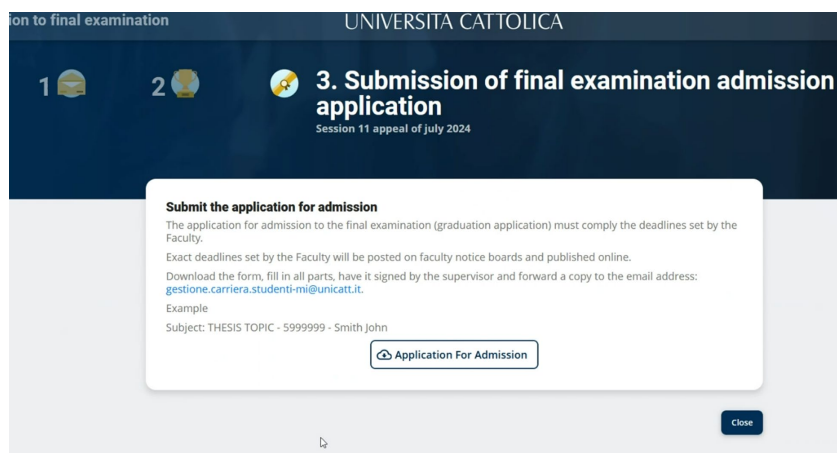 ion to final examination
UNIVERSITA CATTOLICA
1
2
3. Submission of final examination admission
application
Session 11 appeal of july 2024
Submit the application for admission
The application for admission to the final examination (graduation application) must comply the deadlines set by the
Faculty.
Exact deadlines set by the Faculty will be posted on faculty notice boards and published online.
Download the form, fill in all parts, have it signed by the supervisor and forward a copy to the email address:
gestione.carriera.studenti-mi@unicatt.it.
Example
Subject: THESIS TOPIC - 5999999 - Smith John
Application For Admission
Close